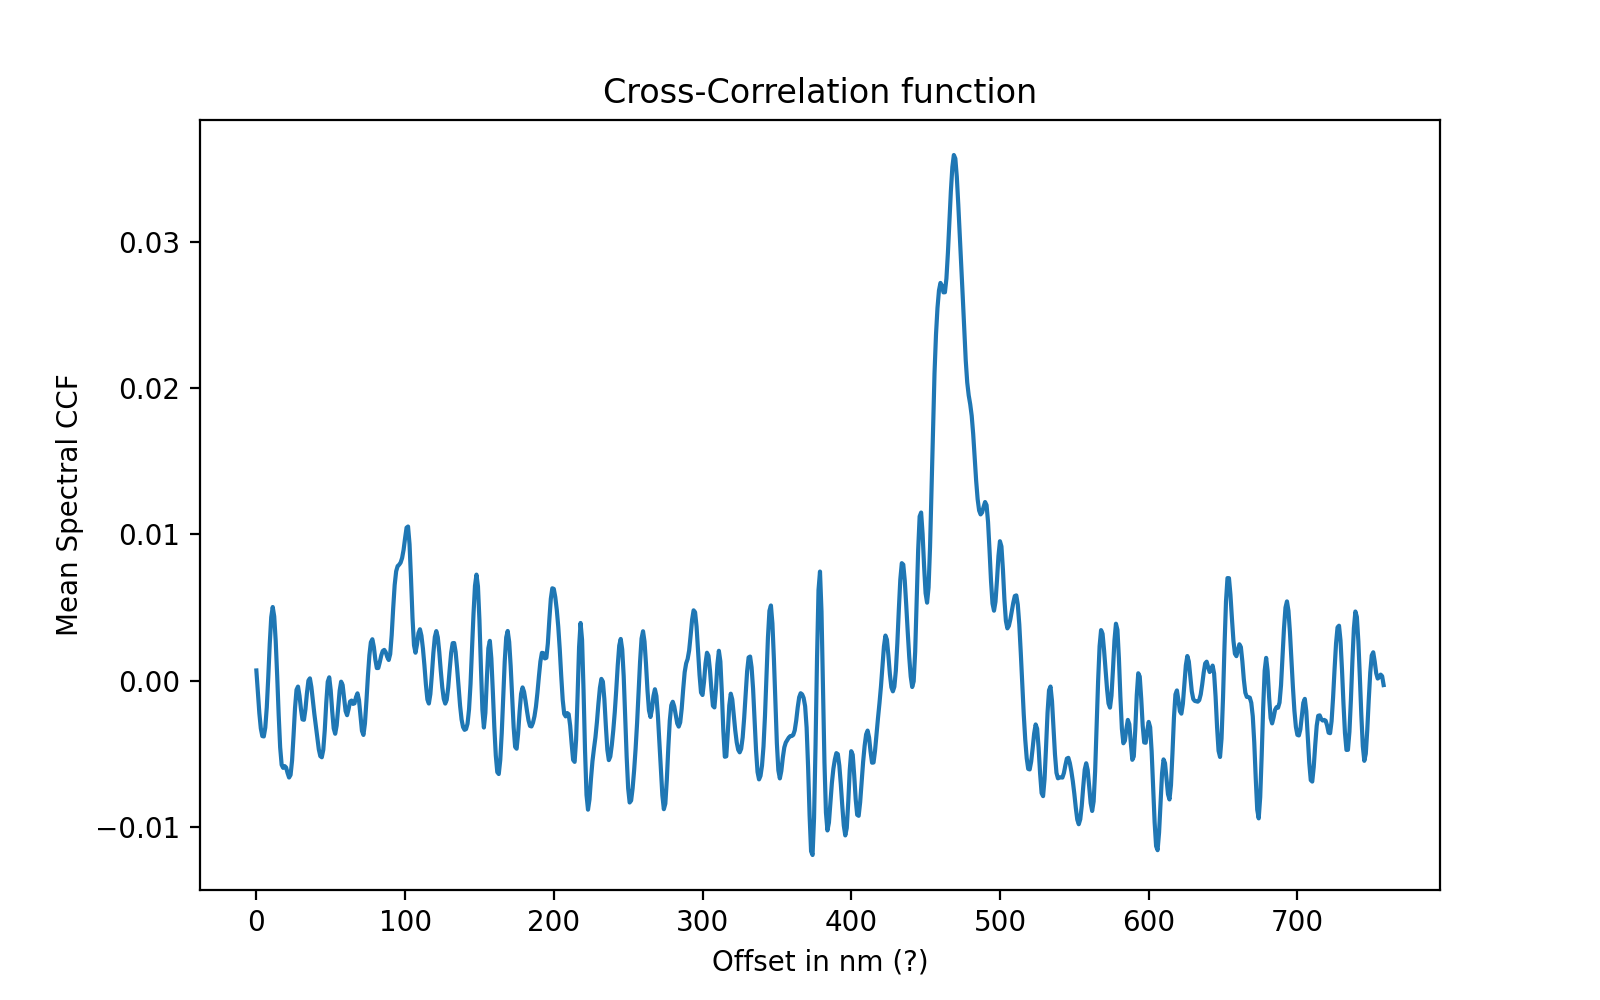 Cross-Correlation function
Mean Spectral CCF
0.03
0.02
0.01
0.00
−0.01
0 100 200 300 400 500 600 700
Offset in nm (?)